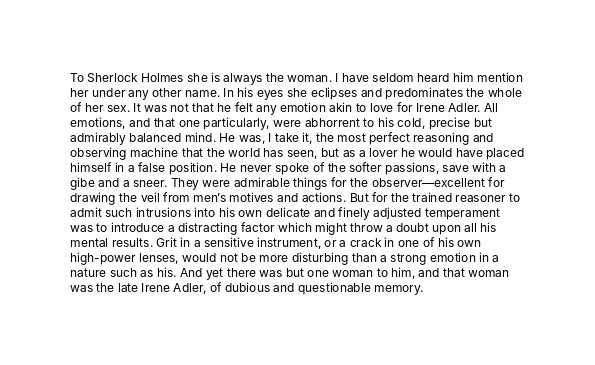 To Sherlock Holmes she is always the woman. I have seldom heard him mention
her under any other name. In his eyes she eclipses and predominates the whole
of her sex. It was not that he felt any emotion akin to love for Irene Adler. All
emotions, and that one particularly, were abhorrent to his cold, precise but
admirably balanced mind. He was, I take it, the most perfect reasoning and
observing machine that the world has seen, but as a lover he would have placed
himself in a false position. He never spoke of the softer passions, save with a
gibe and a sneer. They were admirable things for the observer—excellent for
drawing the veil from men’s motives and actions. But for the trained reasoner to
admit such intrusions into his own delicate and finely adjusted temperament
was to introduce a distracting factor which might throw a doubt upon all his
mental results. Grit in a sensitive instrument, or a crack in one of his own
high-power lenses, would not be more disturbing than a strong emotion in a
nature such as his. And yet there was but one woman to him, and that woman
was the late Irene Adler, of dubious and questionable memory.